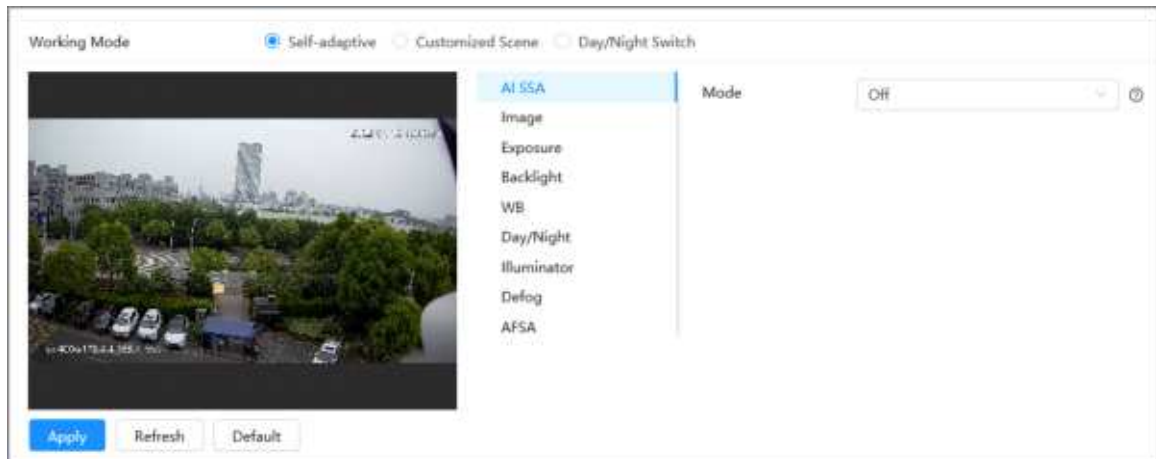 Working Mode Self-adaptive Customized Scene Day/Night Switch
AI SSA
Mode Off
Image
Exposure
Backlight
WB
Day/Night
Illuminator
Defog
AFSA
Apply Refresh Default